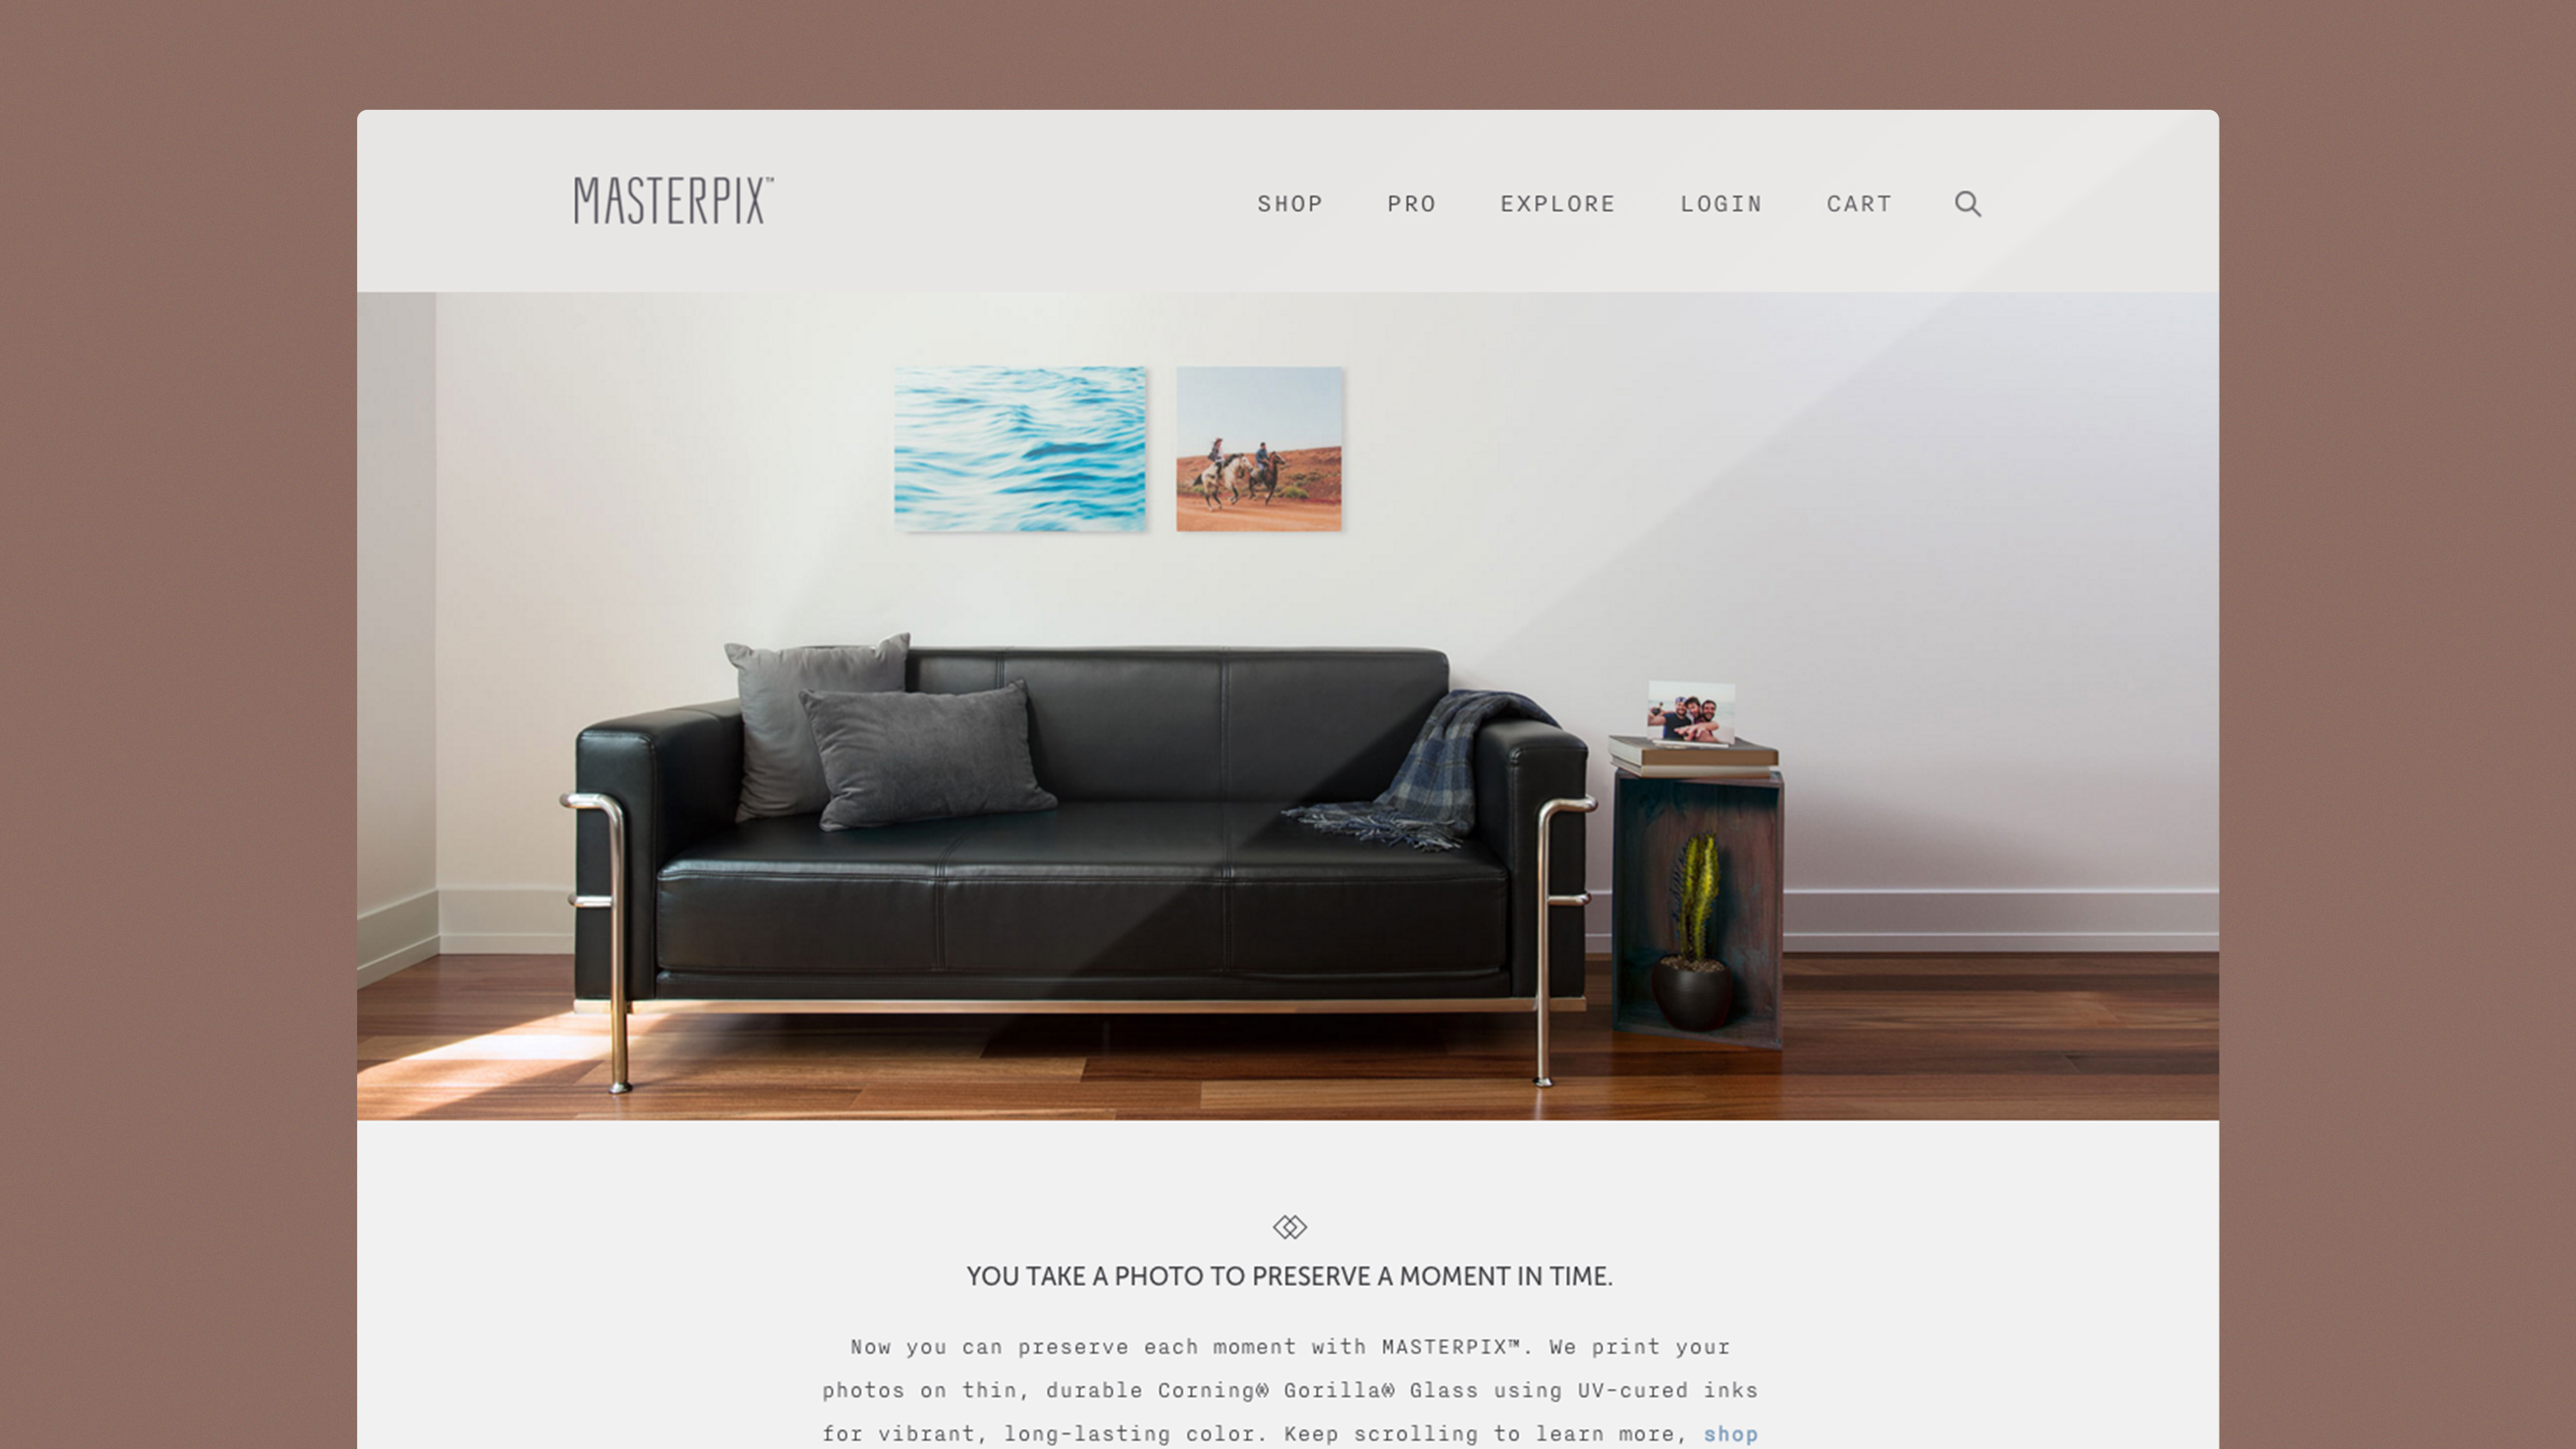 MASTERPIX™
SHOP PRO EXPLORE LOGIN CART
YOU TAKE A PHOTO TO PRESERVE A MOMENT IN TIME.
Now you can preserve each moment with MASTERPIX™. We print your
photos on thin, durable Corning® Gorilla® Glass using UV-cured inks
for vibrant, long-lasting color. Keep scrolling to learn more, shop